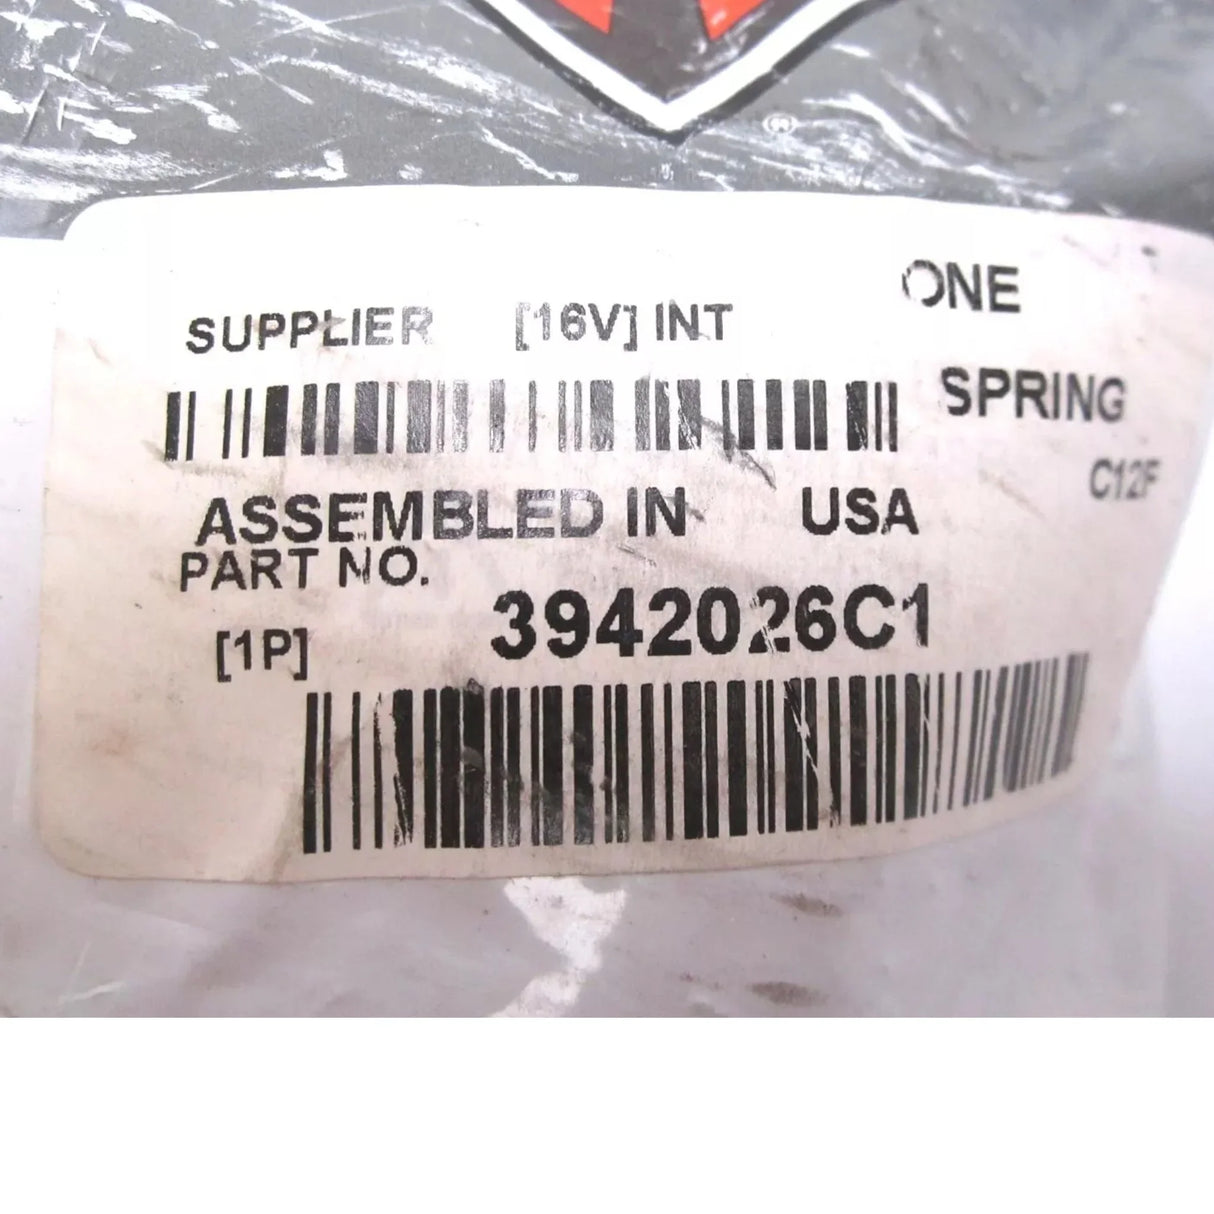 ®
ONE
SUPPLIER [16V] INT
SPRING
C12F
ASSEMBLED IN USA
PART NO.
3942026C1
[1P]